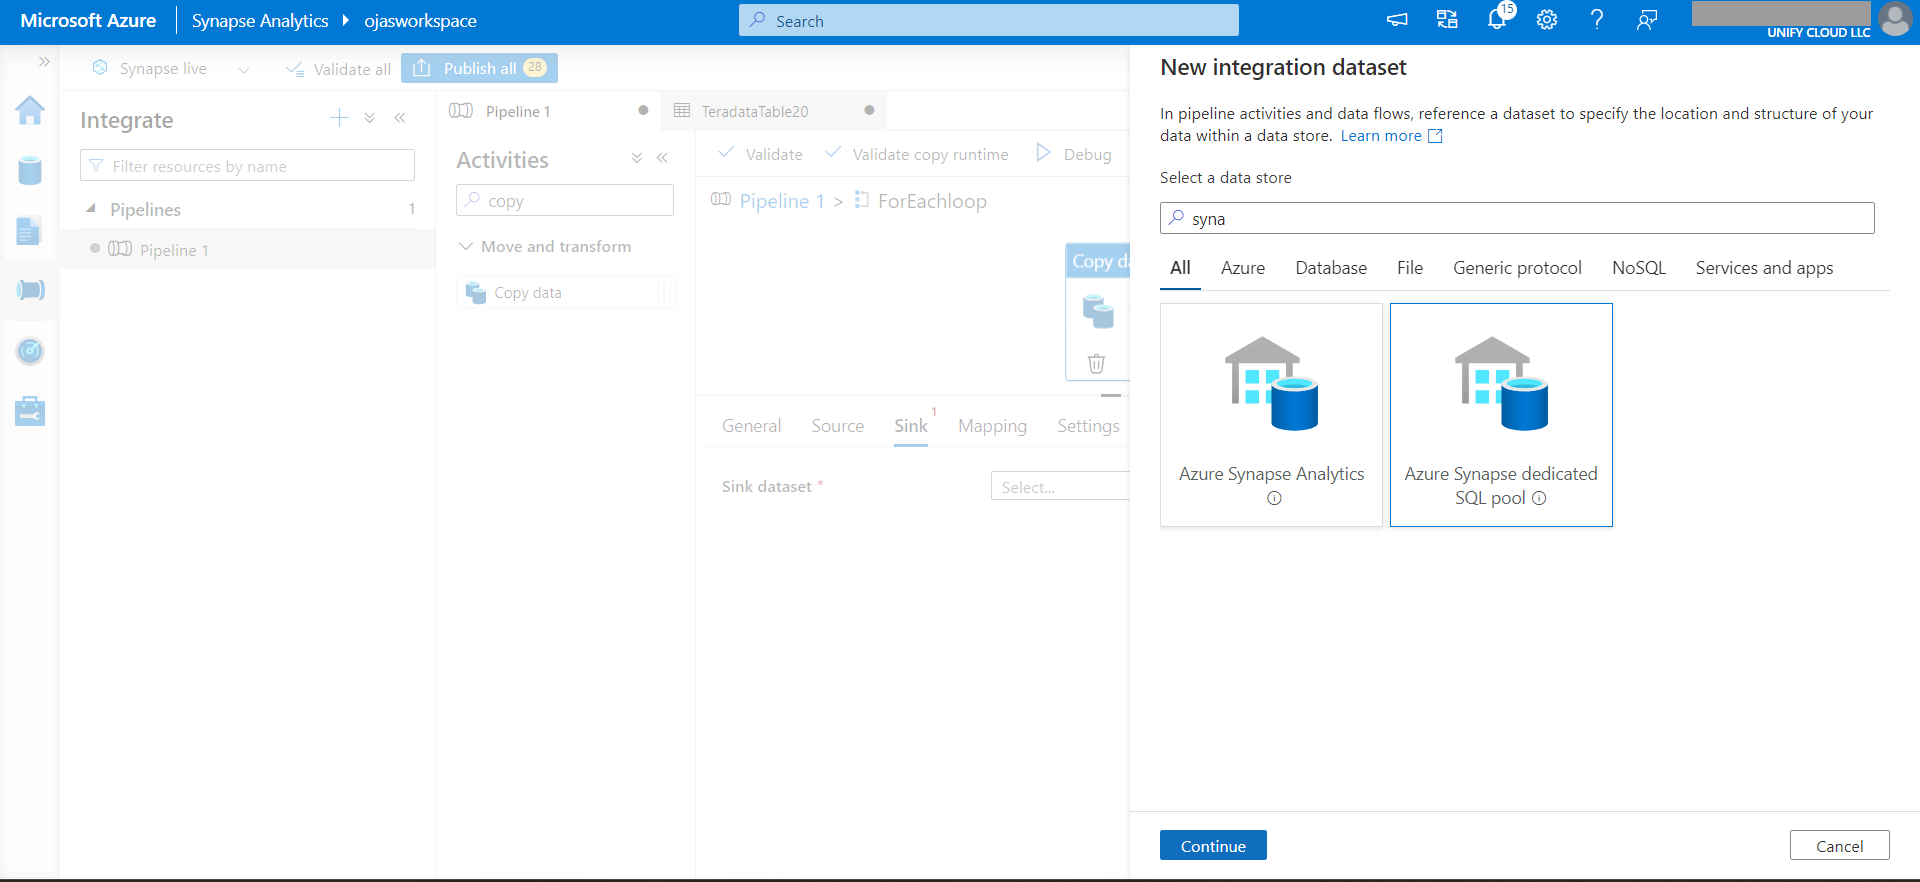 Microsoft Azure
Synapse Analytics
ojasworkspace
Search
15
UNIFY CLOUD LLC
Synapse live
Validate all
Publish all 28
Integrate
Filter resources by name
Pipelines 1
Pipeline 1
Pipeline 1
TeradataTable20
Activities
copy
Move and transform
Copy data
Validate
Validate copy runtime
Debug
Pipeline 1 > ForEachloop
Copy da
General
Source
Sink 1
Mapping
Settings
Sink dataset *
Select...
New integration dataset
In pipeline activities and data flows, reference a dataset to specify the location and structure of your
data within a data store. Learn more
Select a data store
syna
All
Azure
Database
File
Generic protocol
NoSQL
Services and apps
Azure Synapse Analytics
Azure Synapse dedicated
SQL pool
Continue
Cancel